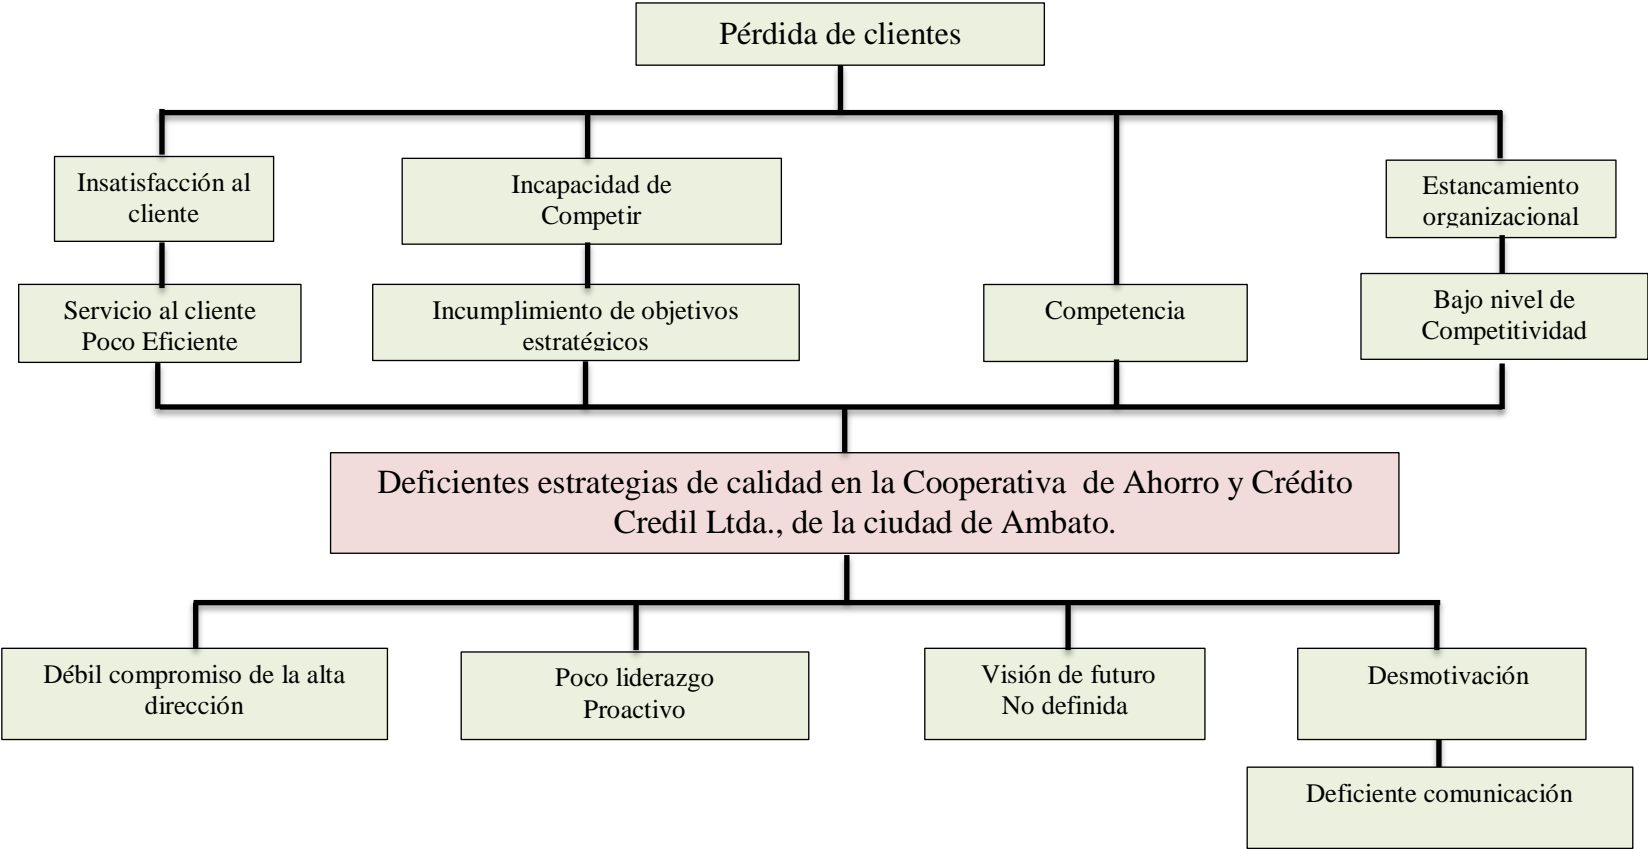 Pérdida de clientes
Insatisfacción al
cliente
Incapacidad de
Competir
Estancamiento
organizacional
Servicio al cliente
Poco Eficiente
Incumplimiento de objetivos
estratégicos
Competencia
Bajo nivel de
Competitividad
Deficientes estrategias de calidad en la Cooperativa  de Ahorro y Crédito
Credil Ltda., de la ciudad de Ambato.
Débil compromiso de la alta
dirección
Poco liderazgo
Proactivo
Visión de futuro
No definida
Desmotivación
Deficiente comunicación